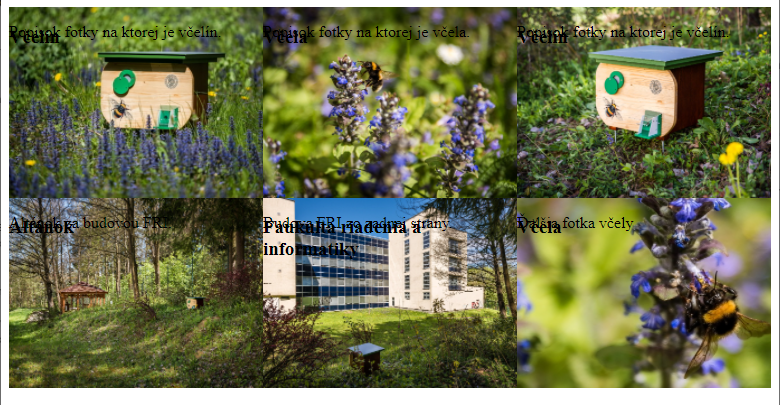 Včelín
Popisok fotky na ktorej je včelín.
Včela
Popisok fotky na ktorej je včela.
Včelín
Popisok fotky na ktorej je včelín.
Altánok
Altánok za budovou FRI.
Fakulta riadenia a
informatiky
Budova FRI zo zadnej strany.
Včela
Ďalšia fotka včely.